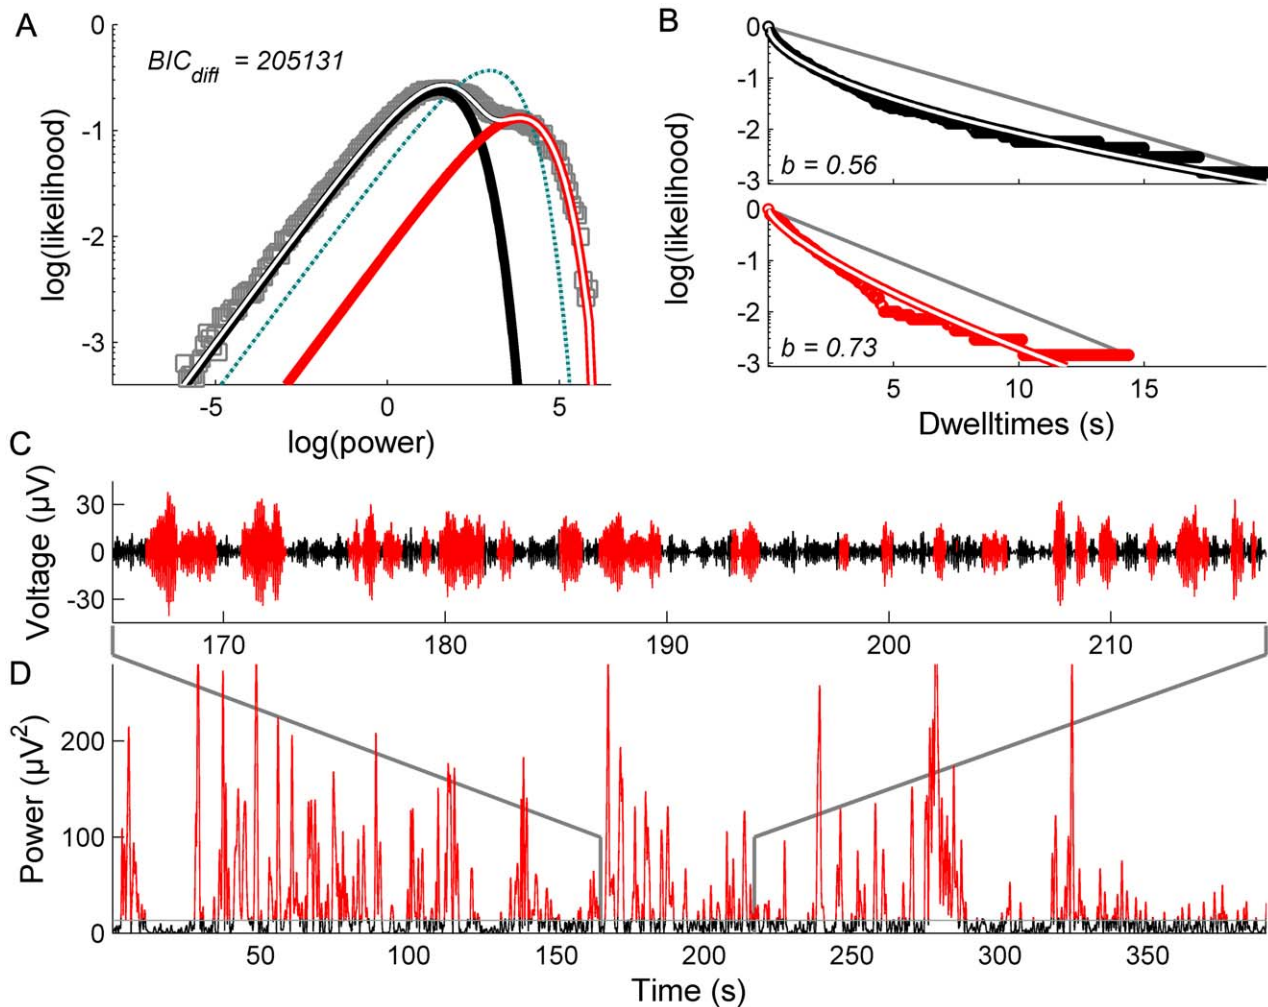 A
BIC_diff = 205131
log(likelihood)
0
-1
-2
-3
-5
0
5
log(power)
B
log(likelihood)
0
-1
-2
-3
b = 0.56
0
-1
-2
-3
b = 0.73
5
10
15
Dwelltimes (s)
C
Voltage (µV)
30
0
-30
170
180
190
200
210
D
Power (µV²)
200
100
0
50
100
150
200
250
300
350
Time (s)